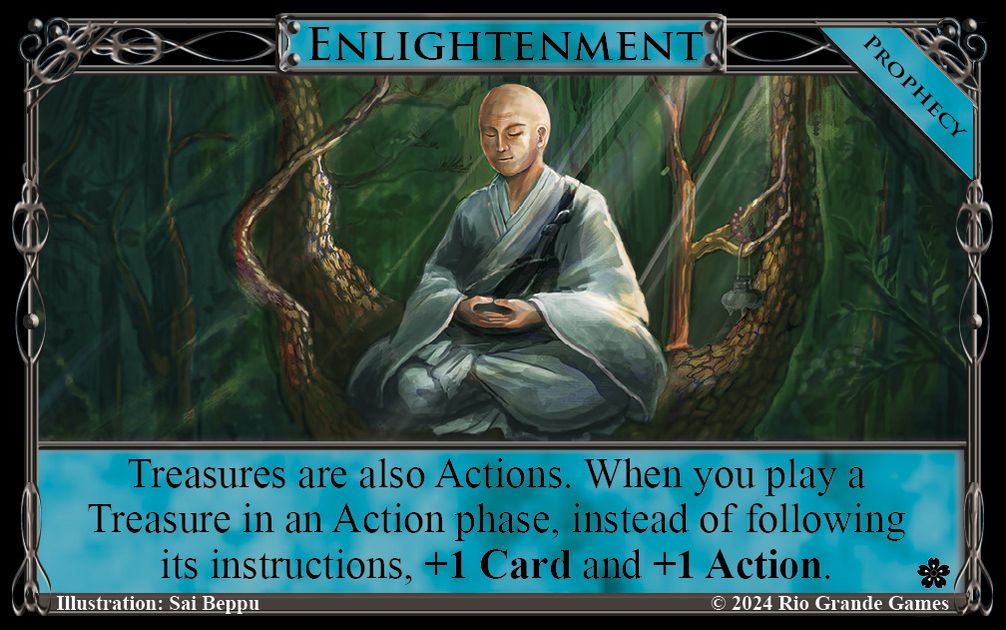 ENLIGHTENMENT
PROPHECY
Treasures are also Actions. When you play a
Treasure in an Action phase, instead of following
its instructions, +1 Card and +1 Action.
Illustration: Sai Beppu
© 2024 Rio Grande Games